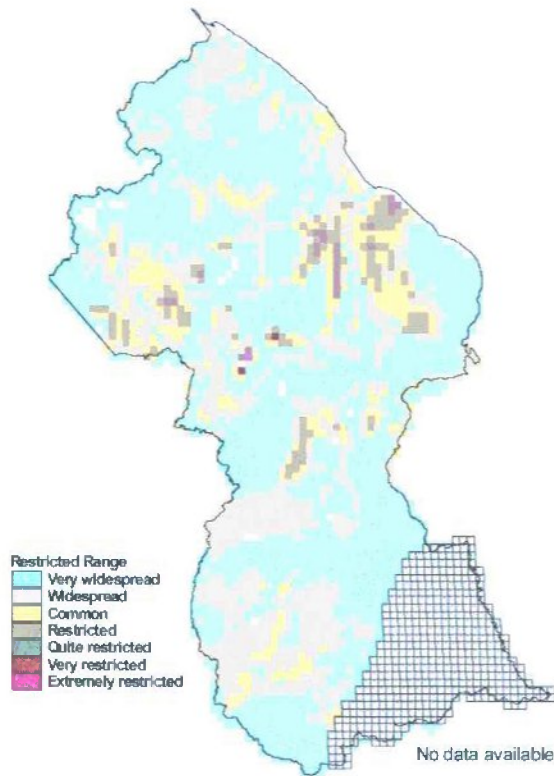 Restricted Range
Very widespread
Widespread
Common
Restricted
Quite restricted
Very restricted
Extremely restricted
No data available